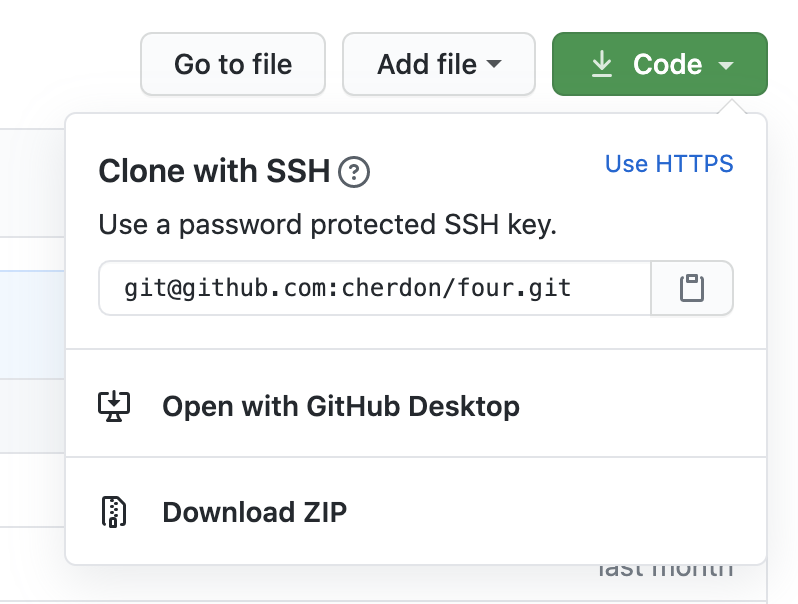 Go to file
Add file
Code
Clone with SSH
Use HTTPS
Use a password protected SSH key.
git@github.com:cherdon/four.git
Open with GitHub Desktop
Download ZIP
last month